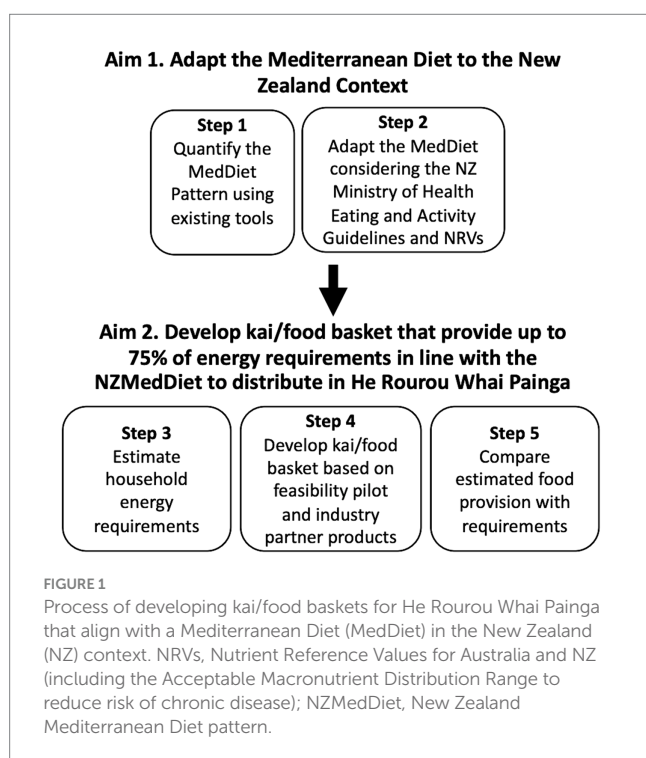 Aim 1. Adapt the Mediterranean Diet to the New
Zealand Context
Step 1
Quantify the
MedDiet
Pattern using
existing tools
Step 2
Adapt the MedDiet
considering the NZ
Ministry of Health
Eating and Activity
Guidelines and NRVs
Aim 2. Develop kai/food basket that provide up to
75% of energy requirements in line with the
NZMedDiet to distribute in He Rourou Whai Painga
Step 3
Estimate
household
energy
requirements
Step 4
Develop kai/food
basket based on
feasibility pilot
and industry
partner products
Step 5
Compare
estimated food
provision with
requirements
FIGURE 1
Process of developing kai/food baskets for He Rourou Whai Painga
that align with a Mediterranean Diet (MedDiet) in the New Zealand
(NZ) context. NRVs, Nutrient Reference Values for Australia and NZ
(including the Acceptable Macronutrient Distribution Range to
reduce risk of chronic disease); NZMedDiet, New Zealand
Mediterranean Diet pattern.